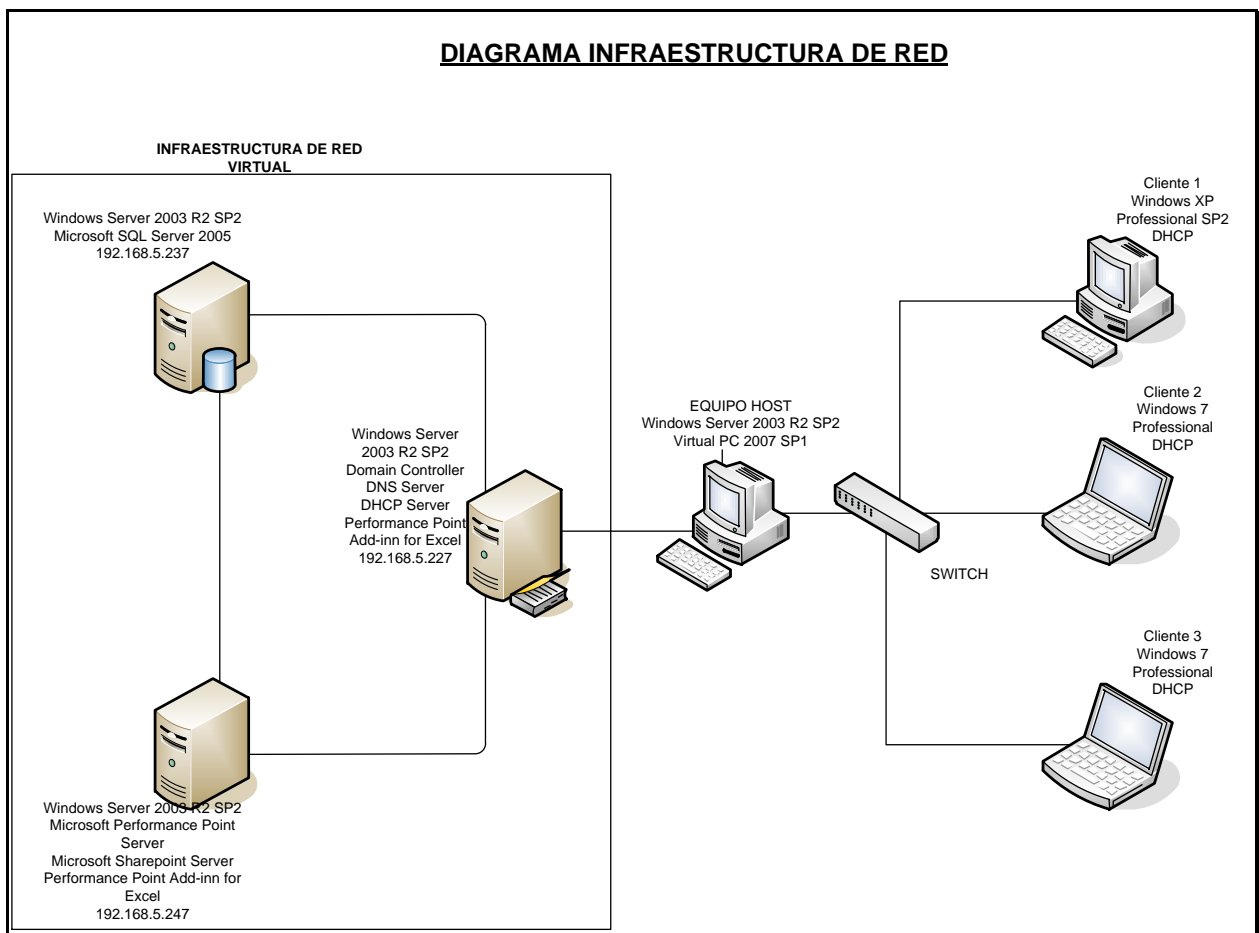 DIAGRAMA INFRAESTRUCTURA DE RED
INFRAESTRUCTURA DE RED
VIRTUAL
Windows Server 2003 R2 SP2
Microsoft SQL Server 2005
192.168.5.237
Windows Server
2003 R2 SP2
Domain Controller
DNS Server
DHCP Server
Performance Point
Add-inn for Excel
192.168.5.227
Windows Server 2003 R2 SP2
Microsoft Performance Point
Server
Microsoft Sharepoint Server
Performance Point Add-inn for
Excel
192.168.5.247
EQUIPO HOST
Windows Server 2003 R2 SP2
Virtual PC 2007 SP1
SWITCH
Cliente 1
Windows XP
Professional SP2
DHCP
Cliente 2
Windows 7
Professional
DHCP
Cliente 3
Windows 7
Professional
DHCP